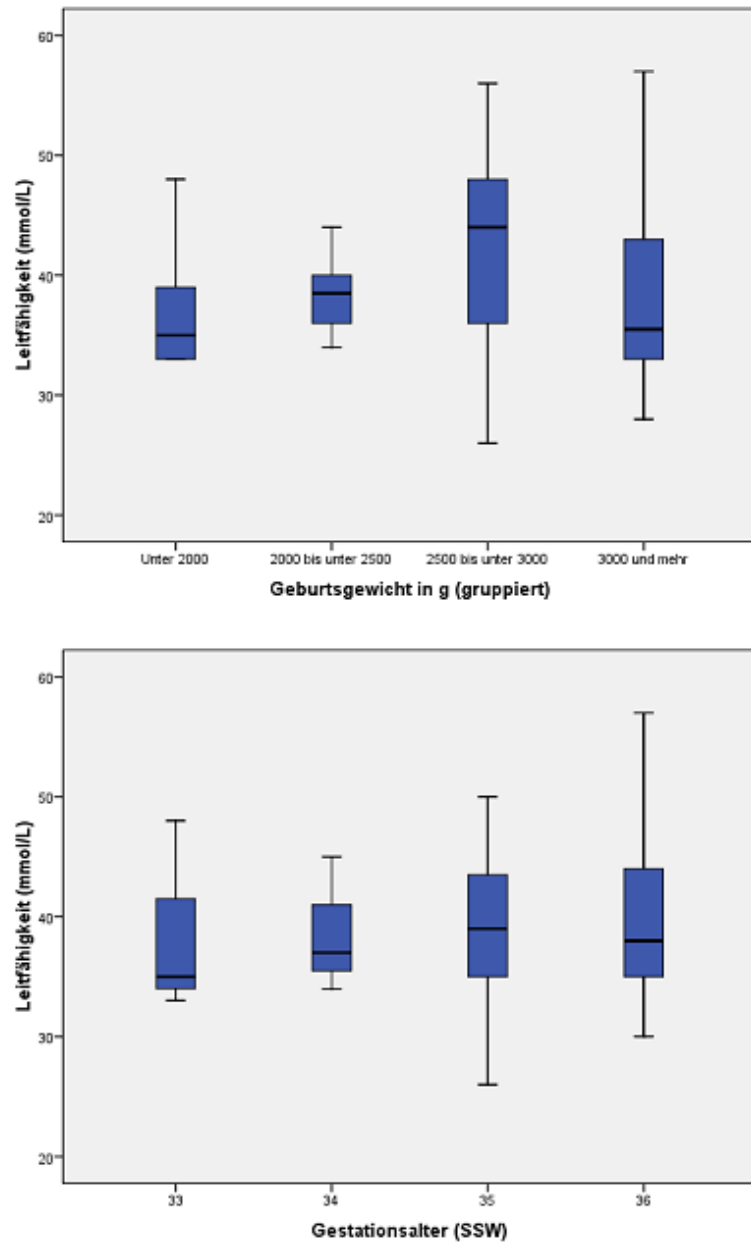 Leitfähigkeit (mmol/L)
60
50
40
30
20
Unter 2000
2000 bis unter 2500
2500 bis unter 3000
3000 und mehr
Geburtsgewicht in g (gruppiert)
Leitfähigkeit (mmol/L)
60
50
40
30
20
33
34
35
36
Gestationsalter (SSW)